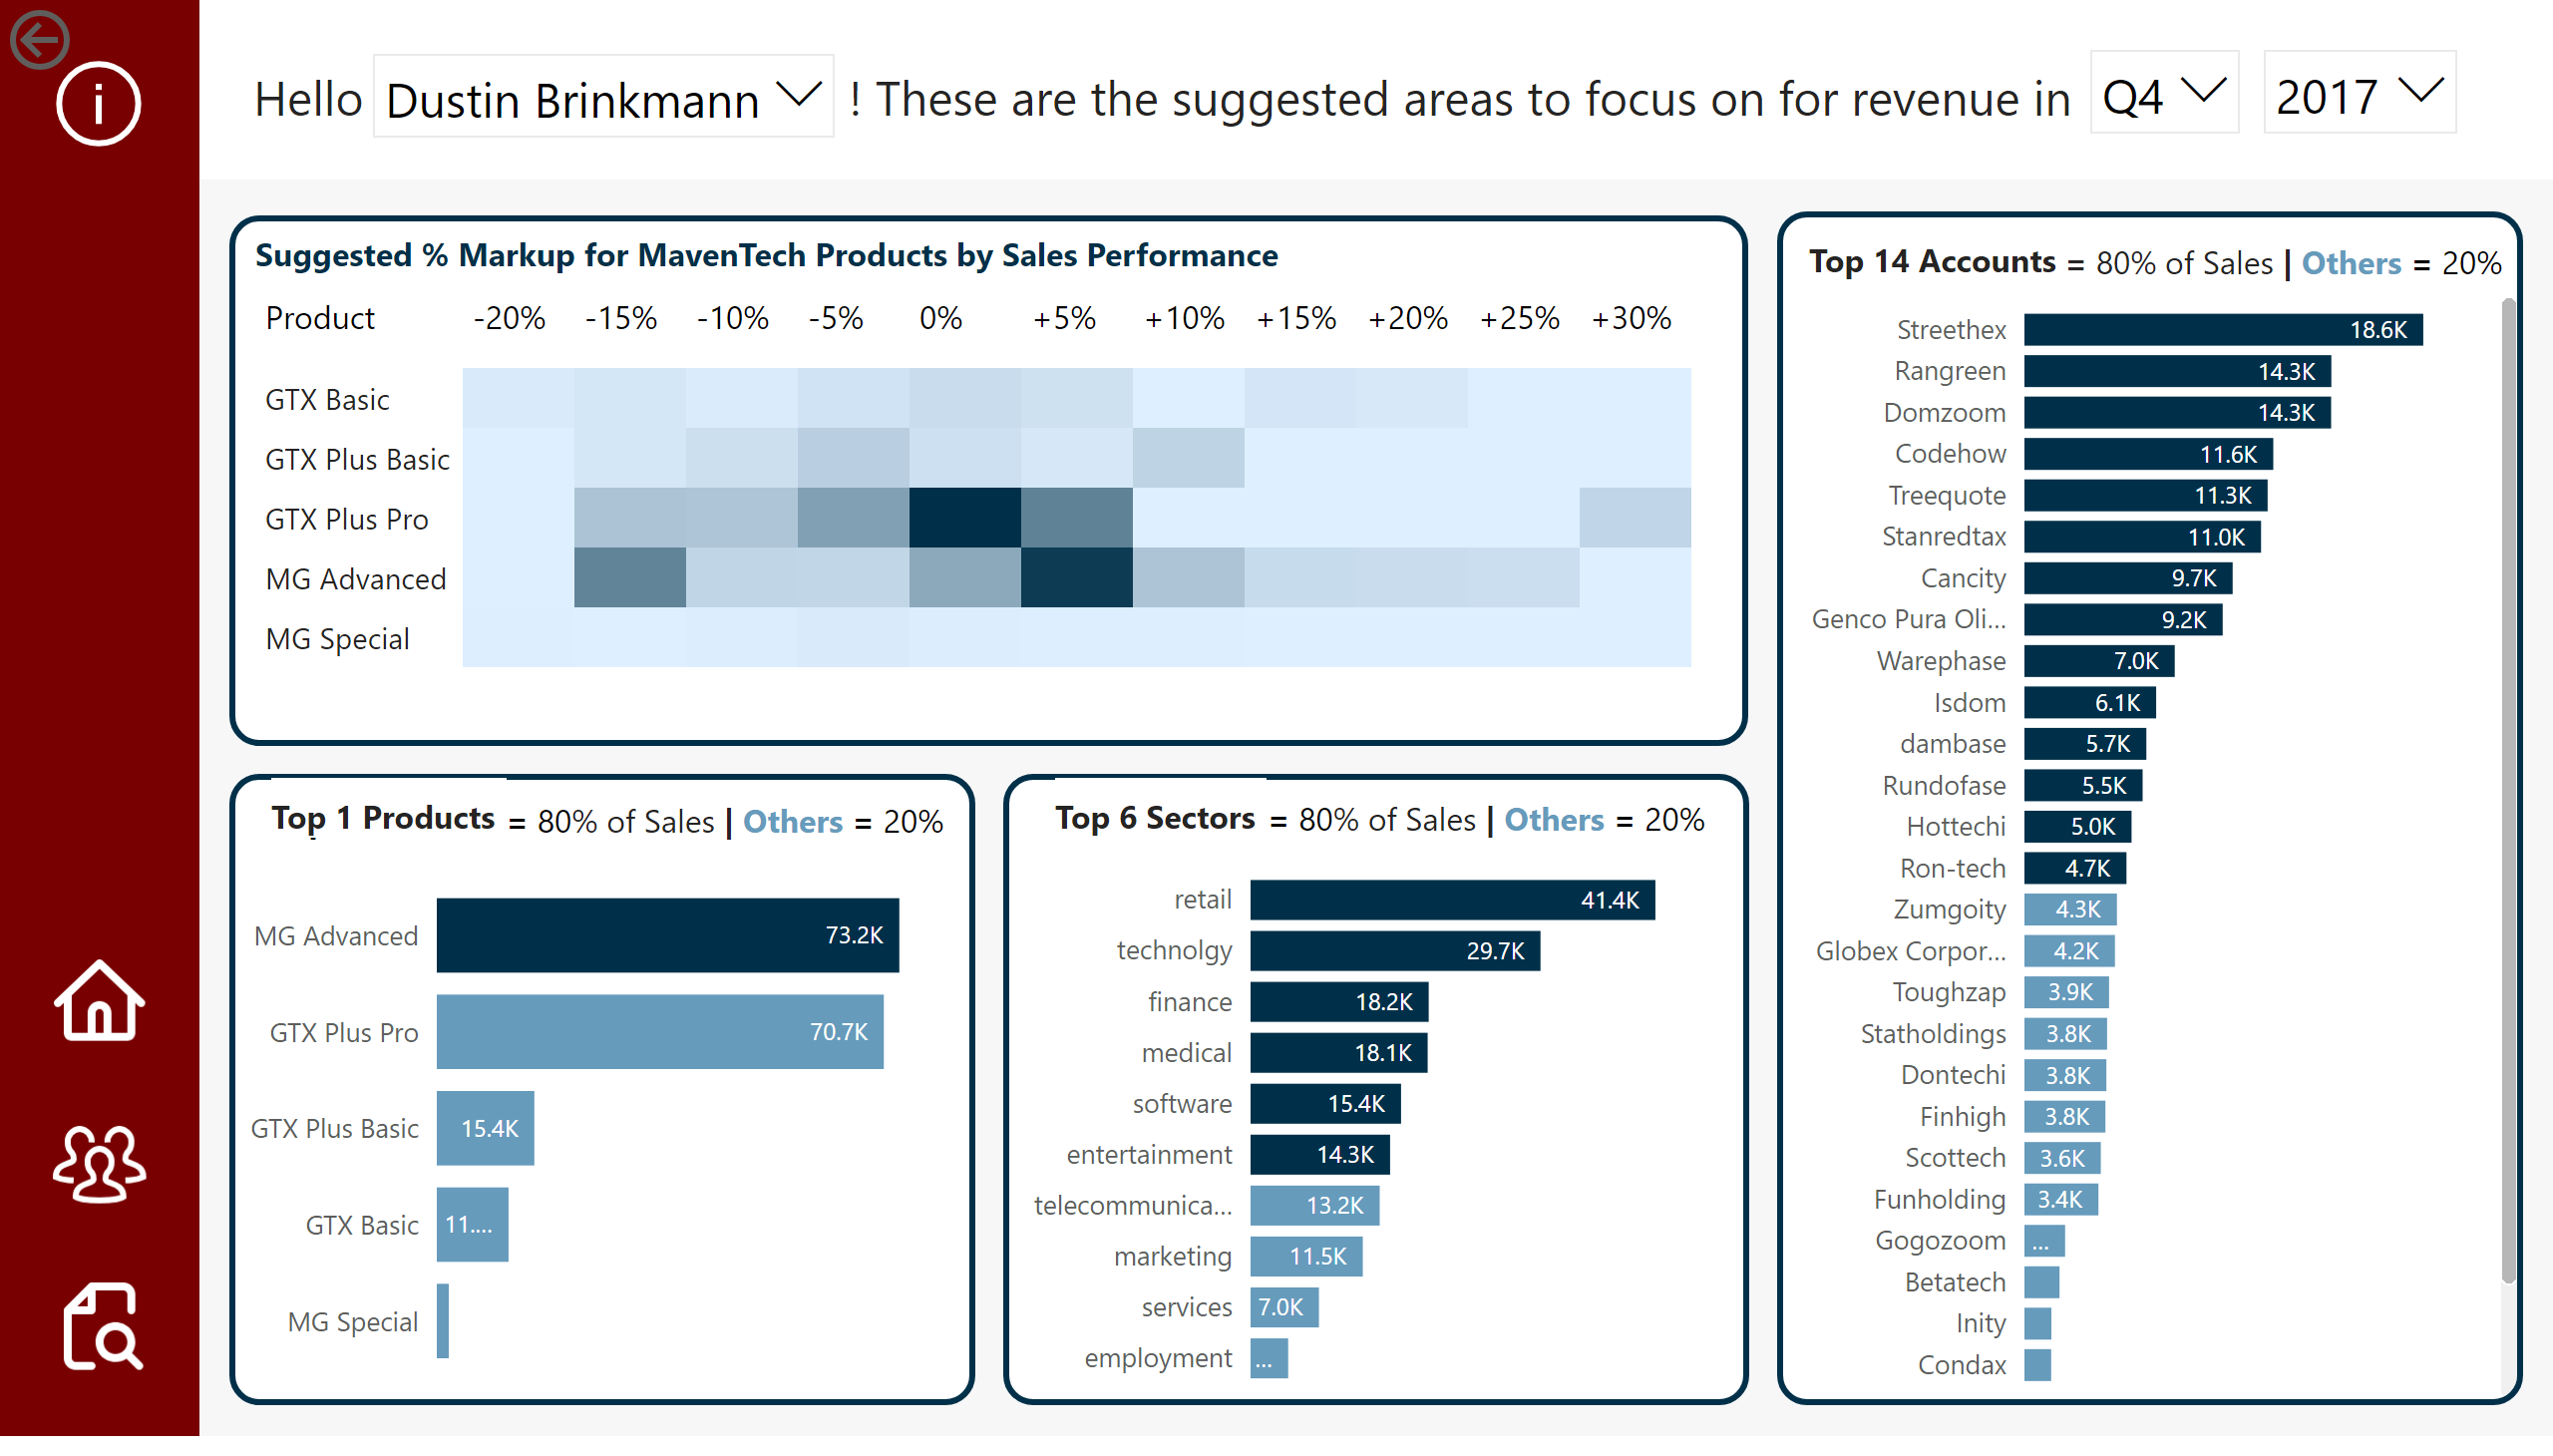 Hello Dustin Brinkmann ! These are the suggested areas to focus on for revenue in Q4 2017
Suggested % Markup for MavenTech Products by Sales Performance
Product -20% -15% -10% -5% 0% +5% +10% +15% +20% +25% +30%
GTX Basic
GTX Plus Basic
GTX Plus Pro
MG Advanced
MG Special
Top 1 Products = 80% of Sales | Others = 20%
MG Advanced 73.2K
GTX Plus Pro 70.7K
GTX Plus Basic 15.4K
GTX Basic 11....
MG Special
Top 6 Sectors = 80% of Sales | Others = 20%
retail 41.4K
technolgy 29.7K
finance 18.2K
medical 18.1K
software 15.4K
entertainment 14.3K
telecommunica... 13.2K
marketing 11.5K
services 7.0K
employment ...
Top 14 Accounts = 80% of Sales | Others = 20%
Streethex 18.6K
Rangreen 14.3K
Domzoom 14.3K
Codehow 11.6K
Treequote 11.3K
Stanredtax 11.0K
Cancity 9.7K
Genco Pura Oli... 9.2K
Warephase 7.0K
Isdom 6.1K
dambase 5.7K
Rundofase 5.5K
Hottechi 5.0K
Ron-tech 4.7K
Zumgoity 4.3K
Globex Corpor... 4.2K
Toughzap 3.9K
Statholdings 3.8K
Dontechi 3.8K
Finhigh 3.8K
Scottech 3.6K
Funholding 3.4K
Gogozoom ...
Betatech
Inity
Condax